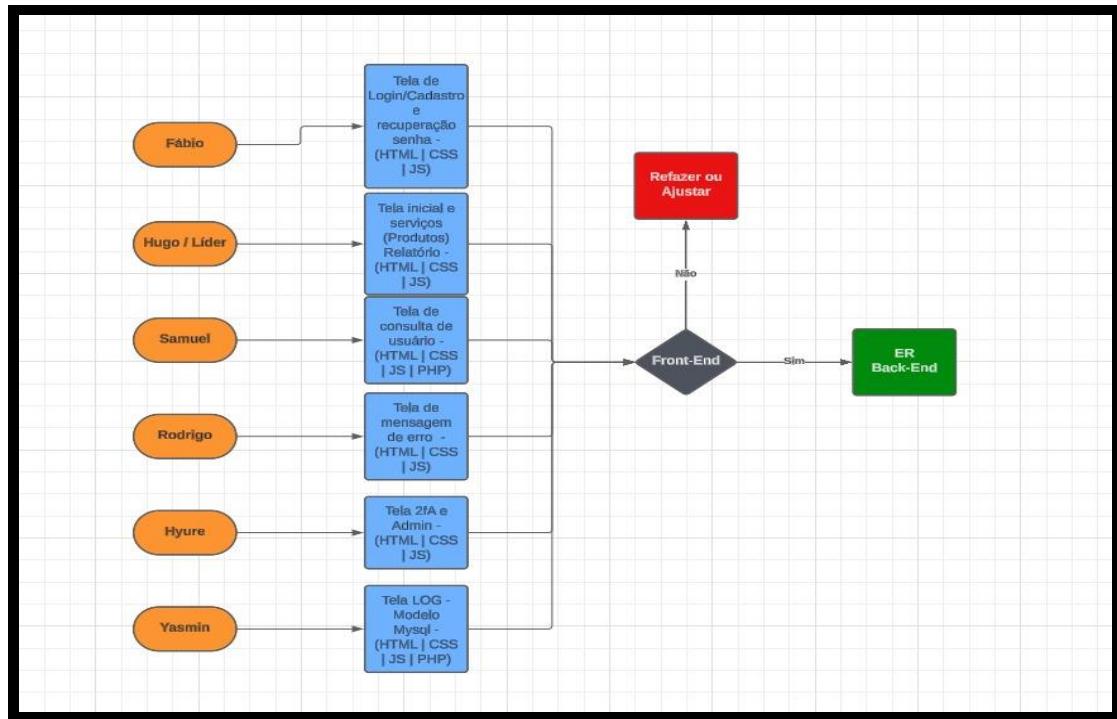 Fábio
Tela de
Login/Cadastro
e
recuperação
senha -
(HTML | CSS
| JS)
Hugo / Líder
Tela inicial e
serviços
(Produtos)
Relatório -
(HTML | CSS
| JS)
Samuel
Tela de
consulta de
usuário -
(HTML | CSS
| JS | PHP)
Rodrigo
Tela de
mensagem
de erro -
(HTML | CSS
| JS)
Hyure
Tela 2fA e
Admin -
(HTML | CSS
| JS)
Yasmin
Tela LOG -
Modelo
Mysql -
(HTML | CSS
| JS | PHP)
Refazer ou
Ajustar
Não
Front-End
Sim
ER
Back-End